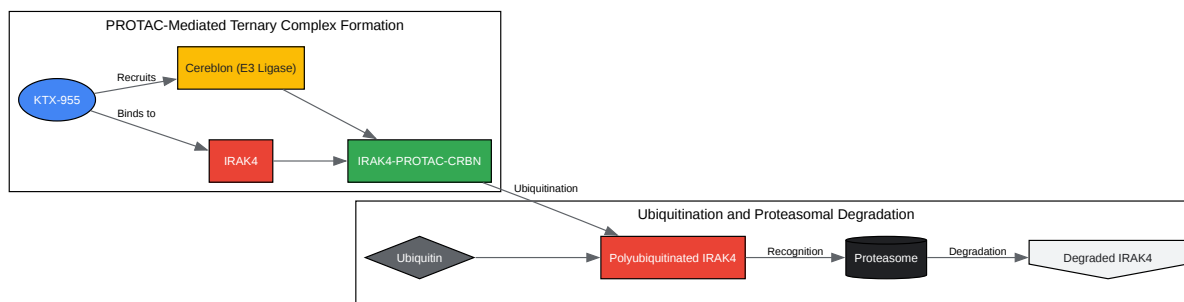 PROTAC-Mediated Ternary Complex Formation
Cereblon (E3 Ligase)
Recruits
KTX-955
Binds to
IRAK4
IRAK4-PROTAC-CRBN
Ubiquitination
Ubiquitination and Proteasomal Degradation
Ubiquitin
Polyubiquitinated IRAK4
Recognition
Proteasome
Degradation
Degraded IRAK4